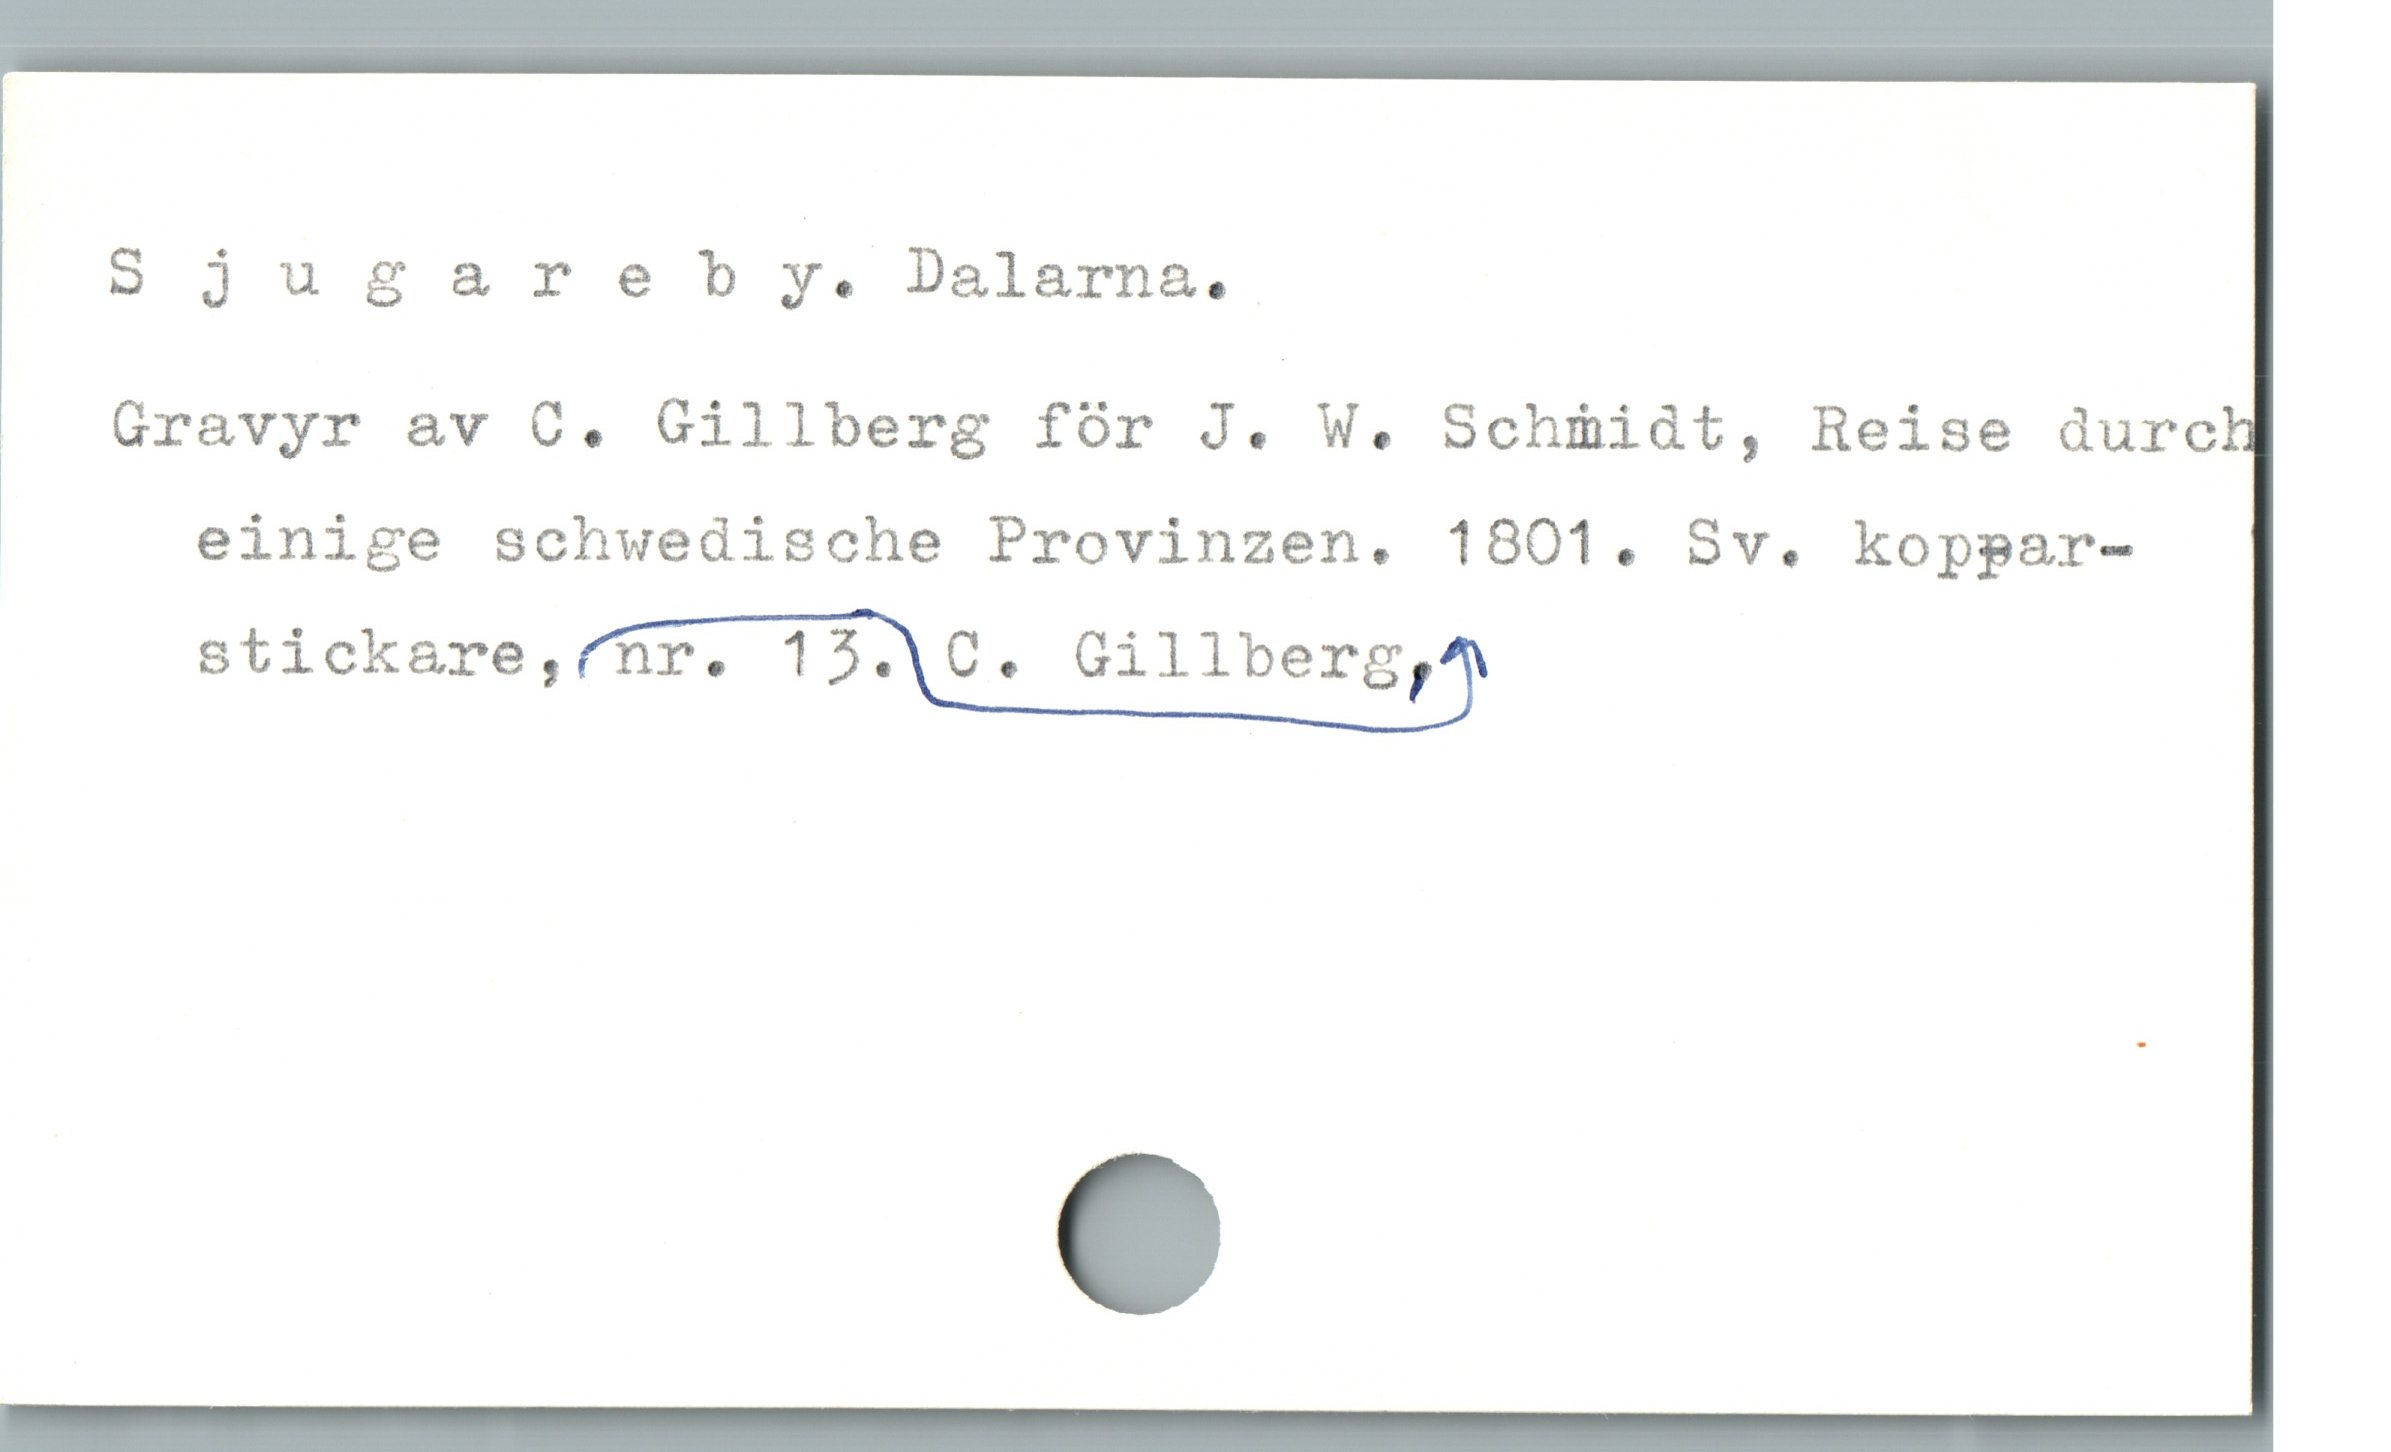 S j u g a r e b y. Dalarna.
Gravyr av C. Gillberg för J. W. Schmidt, Reise durch
einige schwedische Provinzen. 1801. Sv. koppar-
stickare, nr. 13. C. Gillberg,